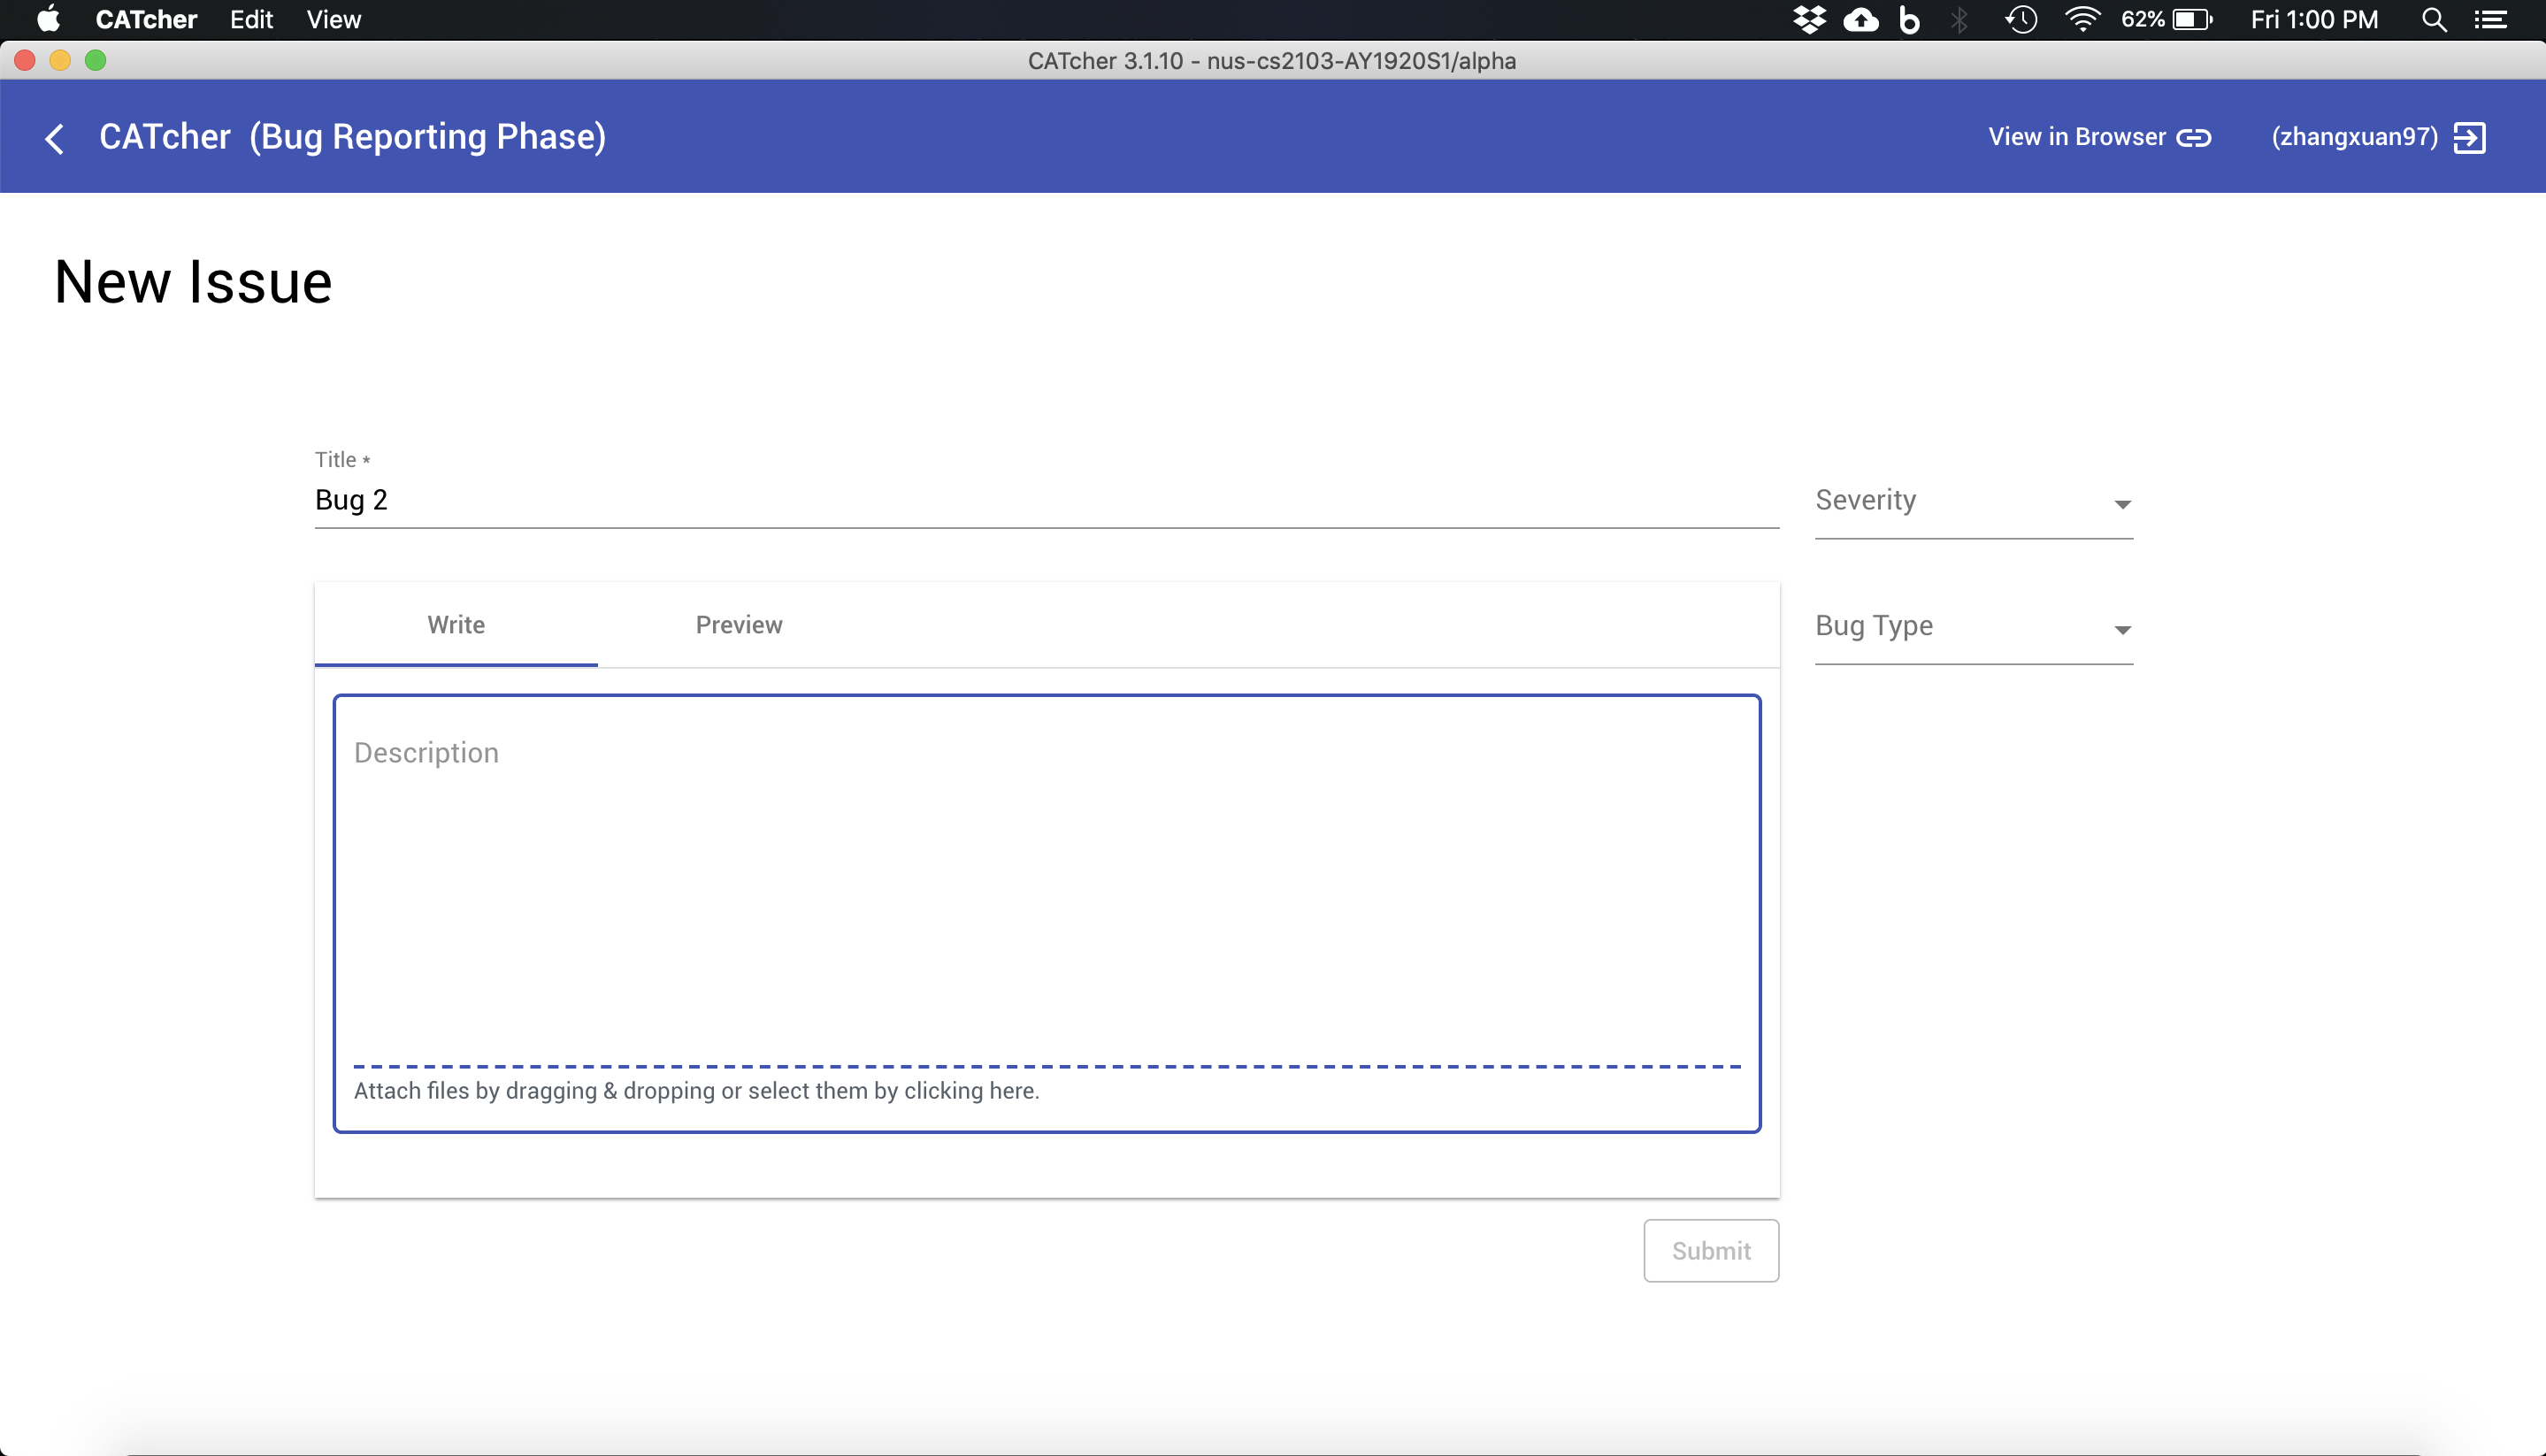 CATcher Edit View 62% Fri 1:00 PM
CATcher 3.1.10 - nus-cs2103-AY1920S1/alpha
CATcher (Bug Reporting Phase) View in Browser (zhangxuan97)
New Issue
Title *
Bug 2
Severity
Write Preview
Bug Type
Description
Attach files by dragging & dropping or select them by clicking here.
Submit